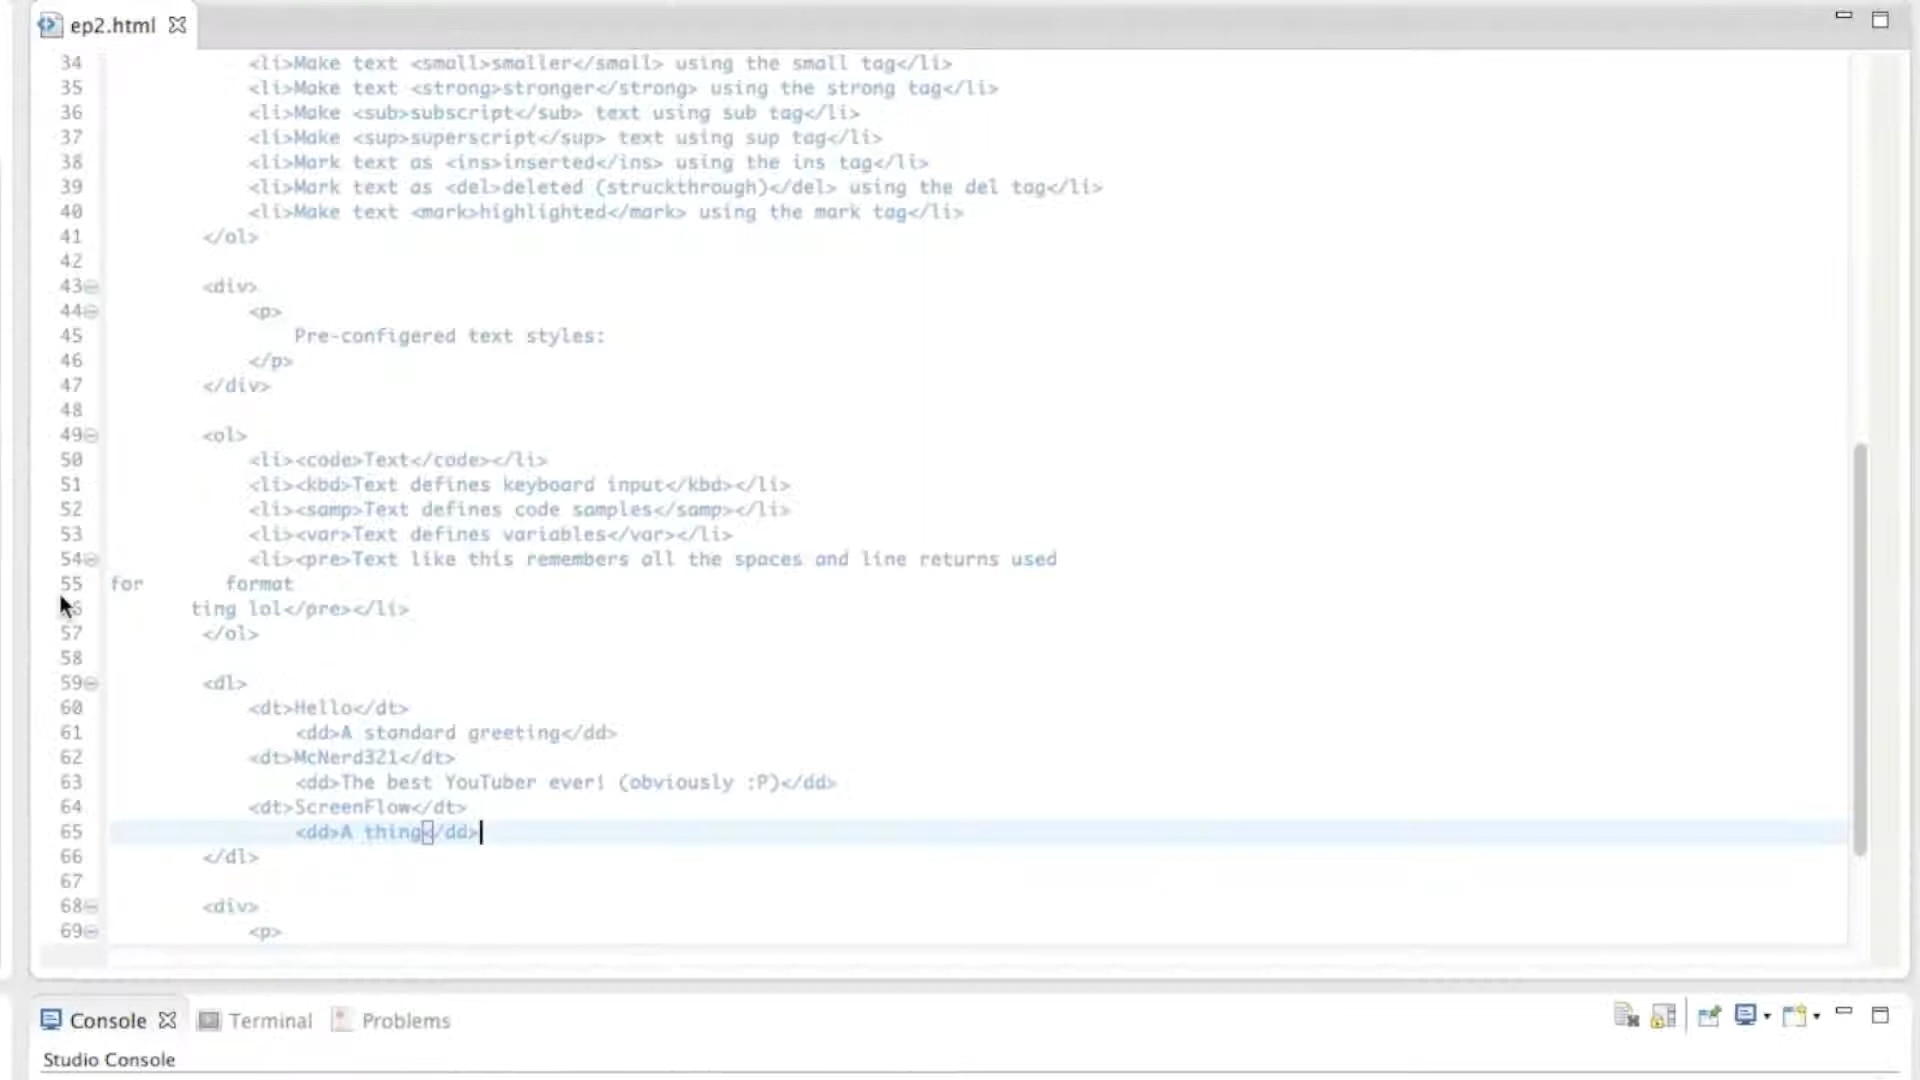 ep2.html
34 <li>Make text <small>smaller</small> using the small tag</li>
35 <li>Make text <strong>stronger</strong> using the strong tag</li>
36 <li>Make <sub>subscript</sub> text using sub tag</li>
37 <li>Make <sup>superscript</sup> text using sup tag</li>
38 <li>Mark text as <ins>inserted</ins> using the ins tag</li>
39 <li>Mark text as <del>deleted (struckthrough)</del> using the del tag</li>
40 <li>Make text <mark>highlighted</mark> using the mark tag</li>
41 </ol>
42
43 <div>
44 <p>
45 Pre-configered text styles:
46 </p>
47 </div>
48
49 <ol>
50 <li><code>Text</code></li>
51 <li><kbd>Text defines keyboard input</kbd></li>
52 <li><samp>Text defines code samples</samp></li>
53 <li><var>Text defines variables</var></li>
54 <li><pre>Text like this remembers all the spaces and line returns used
55 for format
ting lol</pre></li>
57 </ol>
58
59 <dl>
60 <dt>Hello</dt>
61 <dd>A standard greeting</dd>
62 <dt>McNerd321</dt>
63 <dd>The best YouTuber ever! (obviously :P)</dd>
64 <dt>ScreenFlow</dt>
65 <dd>A thing</dd>
66 </dl>
67
68 <div>
69 <p>
Console Terminal Problems
Studio Console